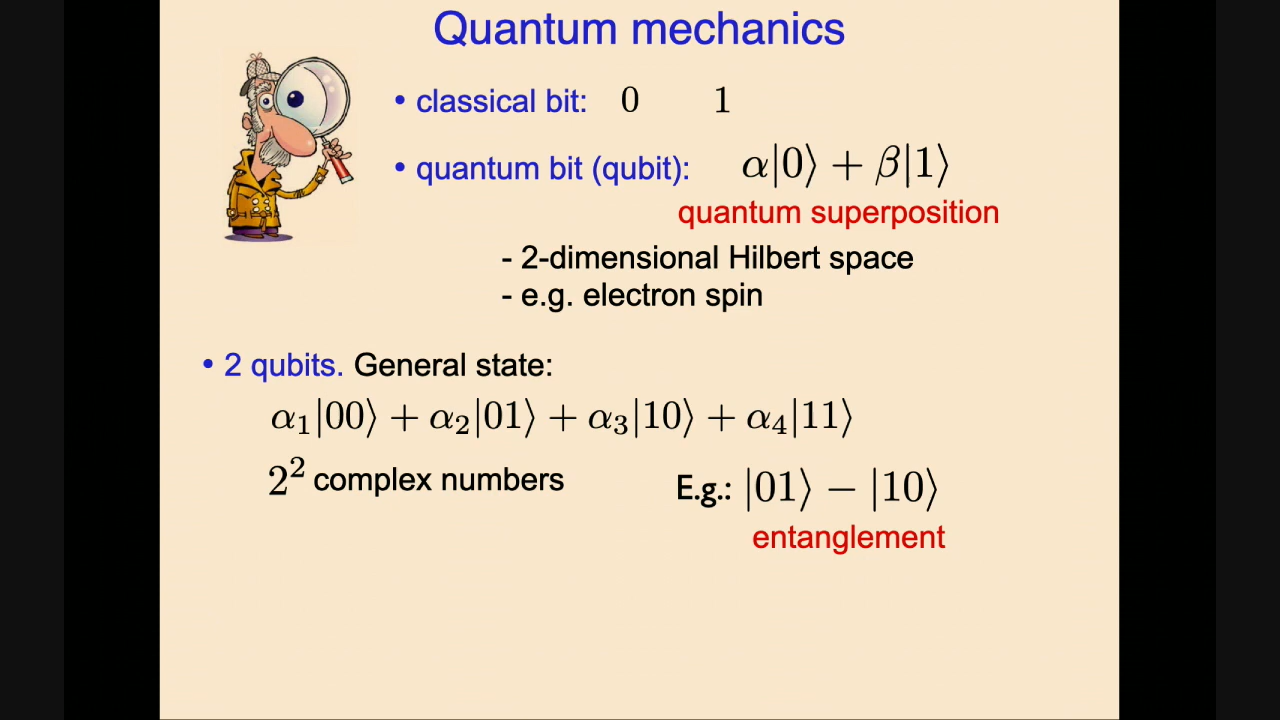 Quantum mechanics
• classical bit: 0 1
• quantum bit (qubit): α|0⟩ + β|1⟩
quantum superposition
- 2-dimensional Hilbert space
- e.g. electron spin
• 2 qubits. General state:
α₁|00⟩ + α₂|01⟩ + α₃|10⟩ + α₄|11⟩
2² complex numbers
E.g.: |01⟩ − |10⟩
entanglement